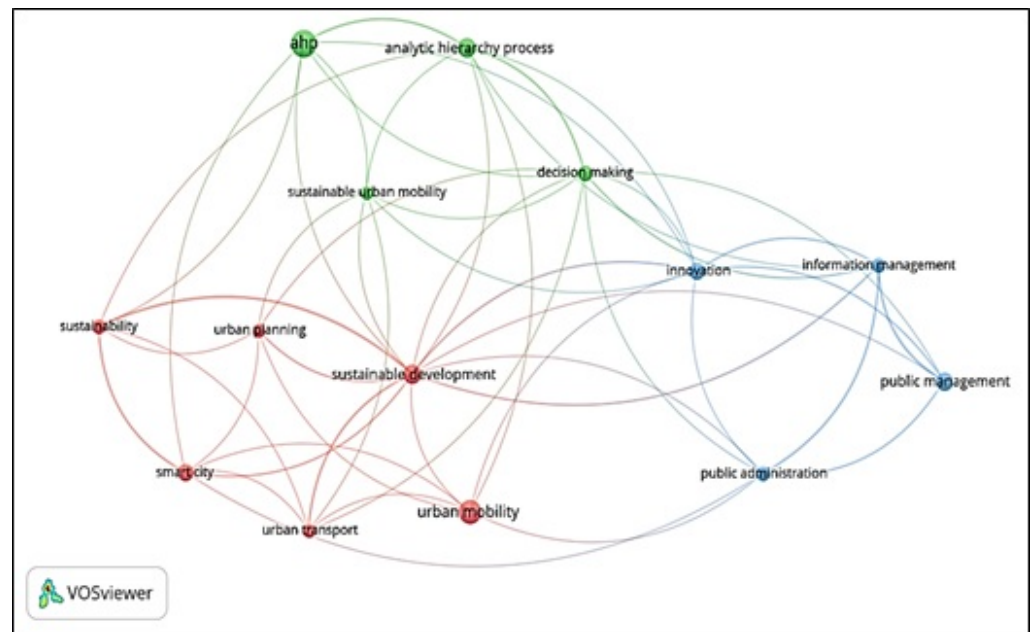 ahp
analytic hierarchy process
decision making
sustainable urban mobility
innovation
information management
sustainability
urban planning
sustainable development
public management
smart city
public administration
urban mobility
urban transport
VOSviewer